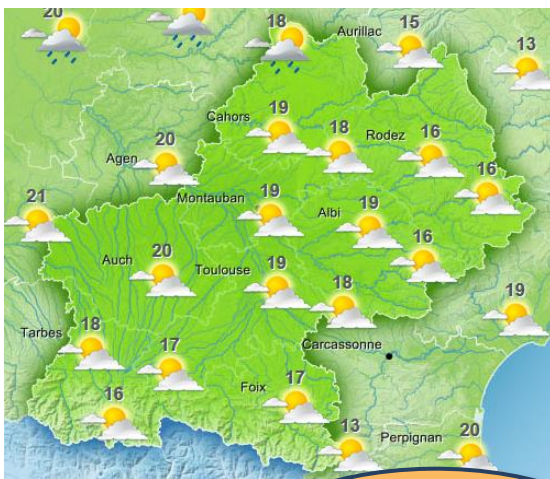 20
18
Aurillac
15
13
Cahors
19
18
Rodez
16
Agen
20
16
Montauban
19
Albi
19
21
16
Auch
20
Toulouse
19
18
19
Tarbes
18
17
Carcassonne
16
Foix
17
13
Perpignan
20